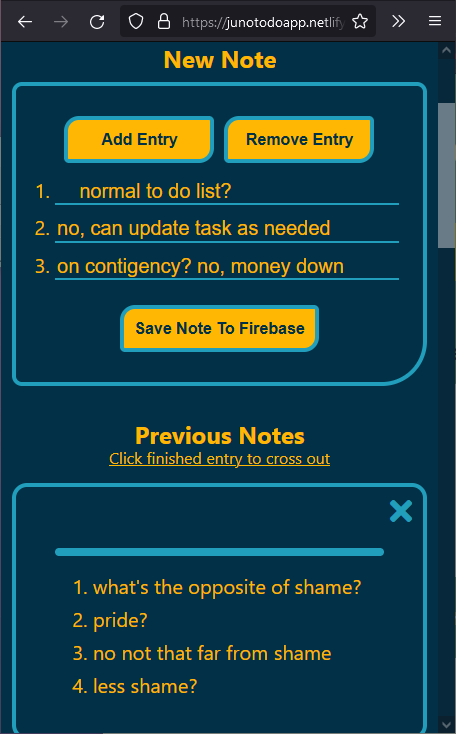 https://junotodoapp.netlify
New Note
Add Entry Remove Entry
1. normal to do list?
2. no, can update task as needed
3. on contigency? no, money down
Save Note To Firebase
Previous Notes
Click finished entry to cross out
1. what's the opposite of shame?
2. pride?
3. no not that far from shame
4. less shame?